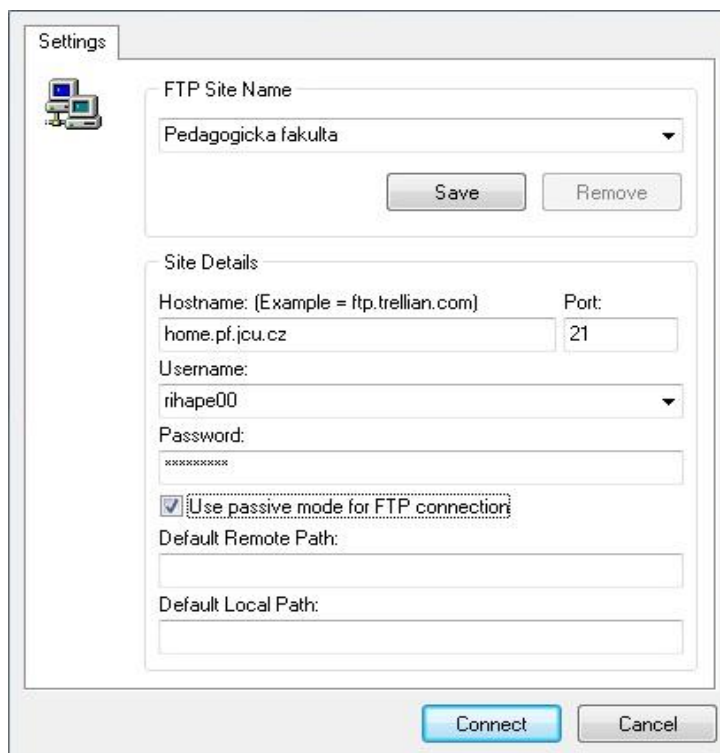 Settings
FTP Site Name
Pedagogicka fakulta
Save Remove
Site Details
Hostname: (Example = ftp.trellian.com) Port:
home.pf.jcu.cz 21
Username:
rihape00
Password:
*********
Use passive mode for FTP connection
Default Remote Path:
Default Local Path:
Connect Cancel